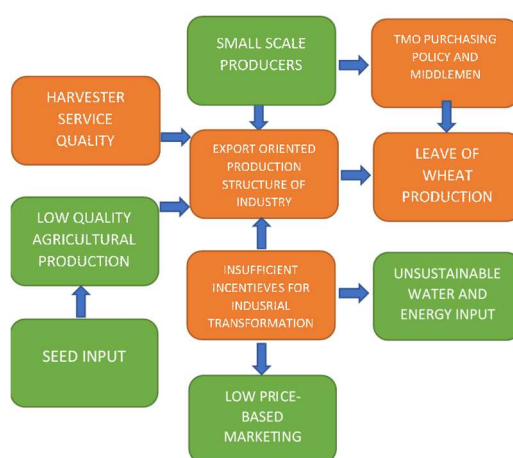 SMALL SCALE
PRODUCERS
TMO PURCHASING
POLICY AND
MIDDLEMEN
HARVESTER
SERVICE
QUALITY
EXPORT ORIENTED
PRODUCTION
STRUCTURE OF
INDUSTRY
LEAVE OF
WHEAT
PRODUCTION
LOW QUALITY
AGRICULTURAL
PRODUCTION
INSUFFICIENT
INCENTIEVES FOR
INDUSRIAL
TRANSFORMATION
UNSUSTAINABLE
WATER AND
ENERGY INPUT
SEED INPUT
LOW PRICE-
BASED
MARKETING